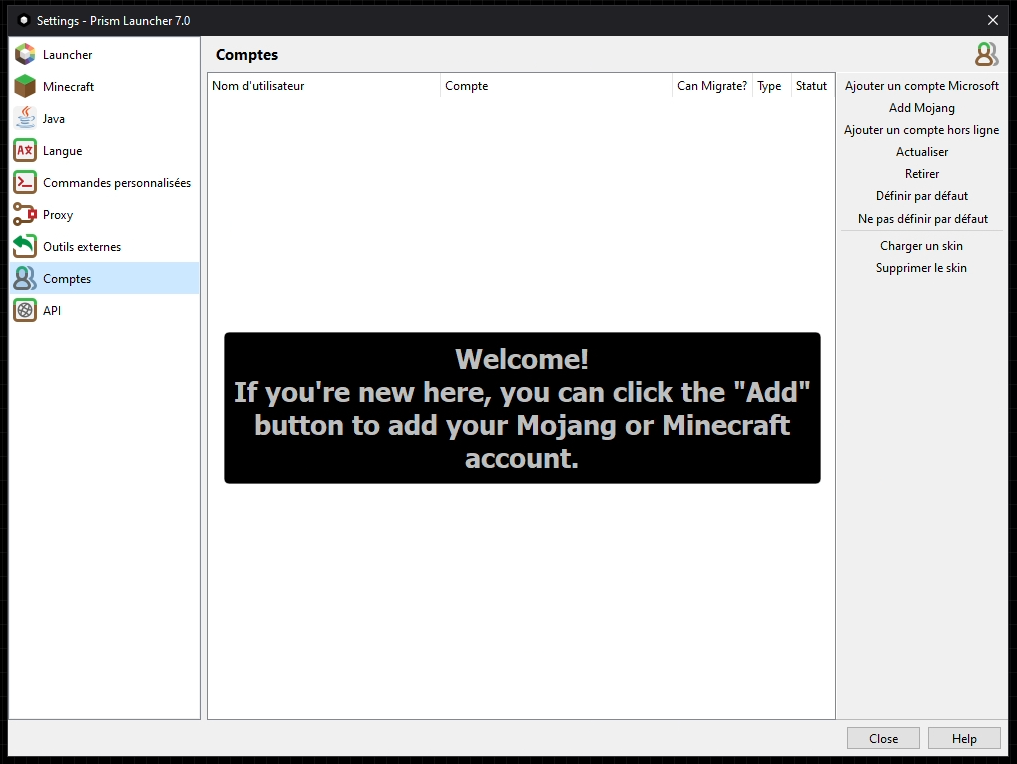 Settings - Prism Launcher 7.0
Launcher
Minecraft
Java
Langue
Commandes personnalisées
Proxy
Outils externes
Comptes
API
Comptes
Nom d'utilisateur Compte Can Migrate? Type Statut
Welcome!
If you're new here, you can click the "Add"
button to add your Mojang or Minecraft
account.
Ajouter un compte Microsoft
Add Mojang
Ajouter un compte hors ligne
Actualiser
Retirer
Définir par défaut
Ne pas définir par défaut
Charger un skin
Supprimer le skin
Close Help